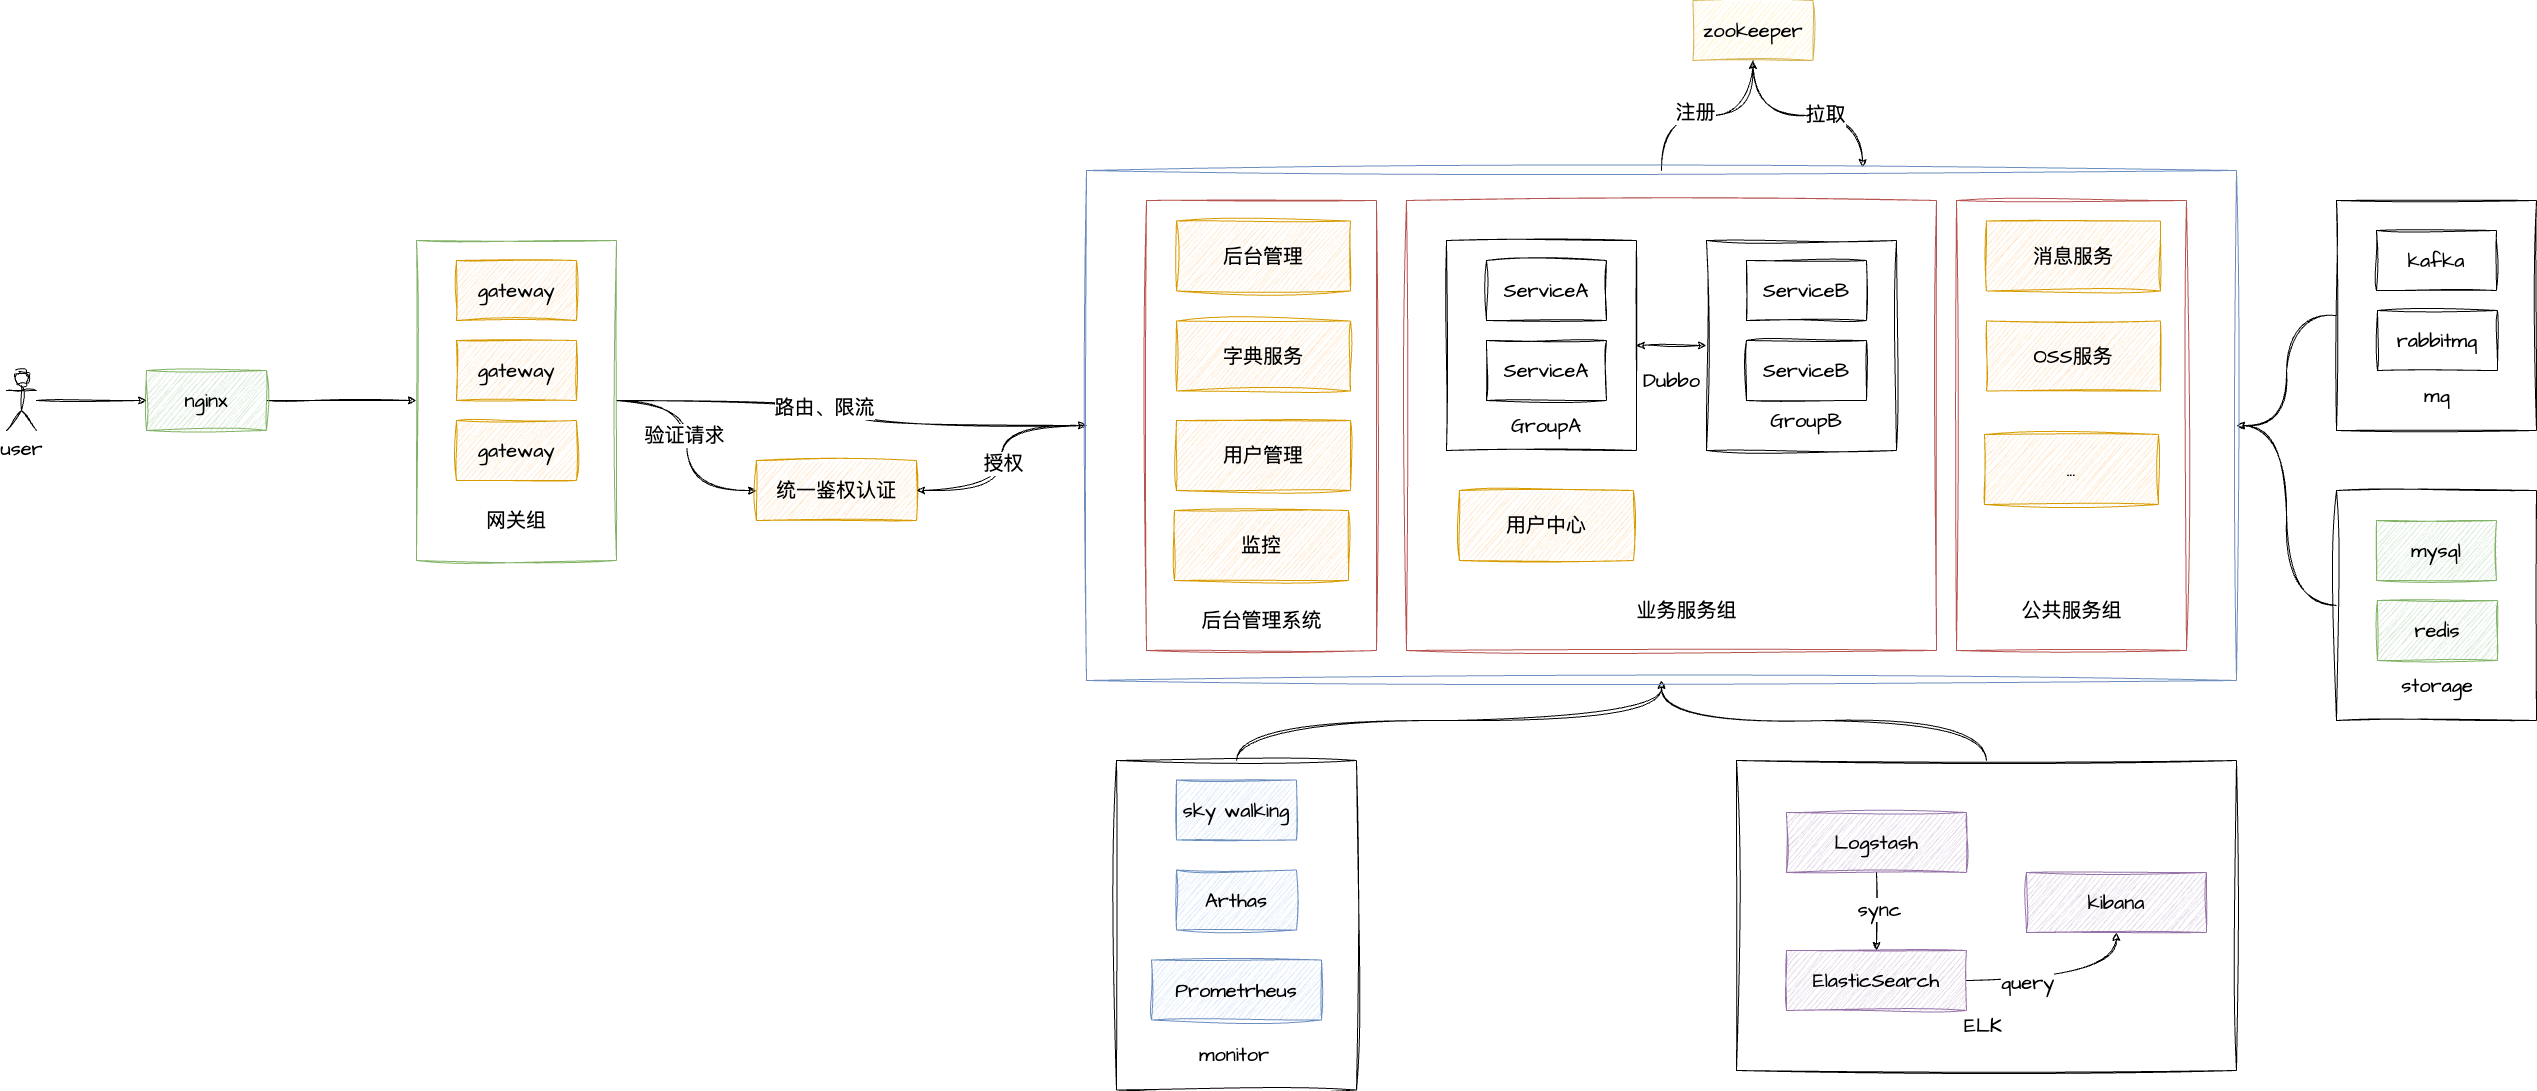 zookeeper
注册
拉取
user
nginx
gateway
gateway
gateway
网关组
路由、限流
验证请求
统一鉴权认证
授权
后台管理
字典服务
用户管理
监控
后台管理系统
ServiceA
ServiceA
GroupA
Dubbo
ServiceB
ServiceB
GroupB
用户中心
业务服务组
消息服务
OSS服务
...
公共服务组
kafka
rabbitmq
mq
mysql
redis
storage
sky walking
Arthas
Prometrheus
monitor
Logstash
sync
ElasticSearch
query
kibana
ELK